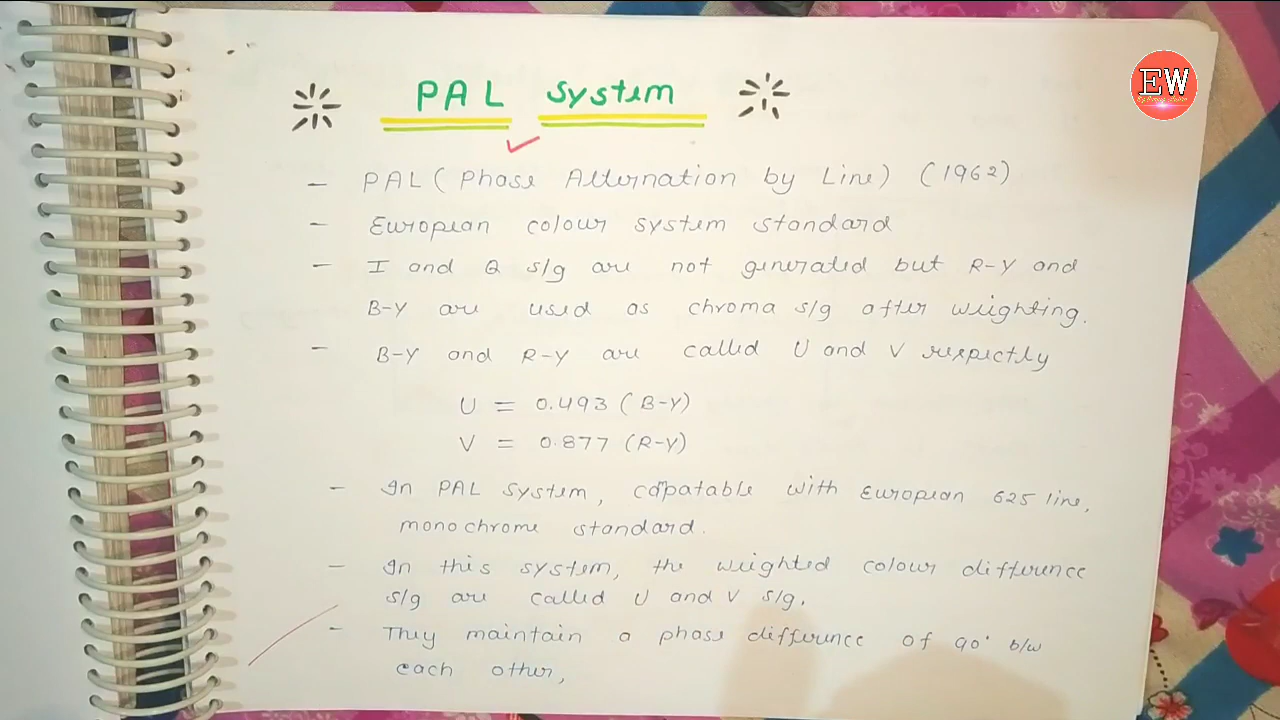 PAL System
EW
- PAL (Phase Alternation by Line) (1962)
- European colour system standard
- I and Q s/g are not generated but R-Y and
B-Y are used as chroma s/g after weighting.
- B-Y and R-Y are called U and V respectly
U = 0.493 (B-Y)
V = 0.877 (R-Y)
- In PAL System, compatable with European 625 line,
monochrome standard.
- In this system, the weighted colour difference
s/g are called U and V s/g.
- They maintain a phase difference of 90° b/w
each other,